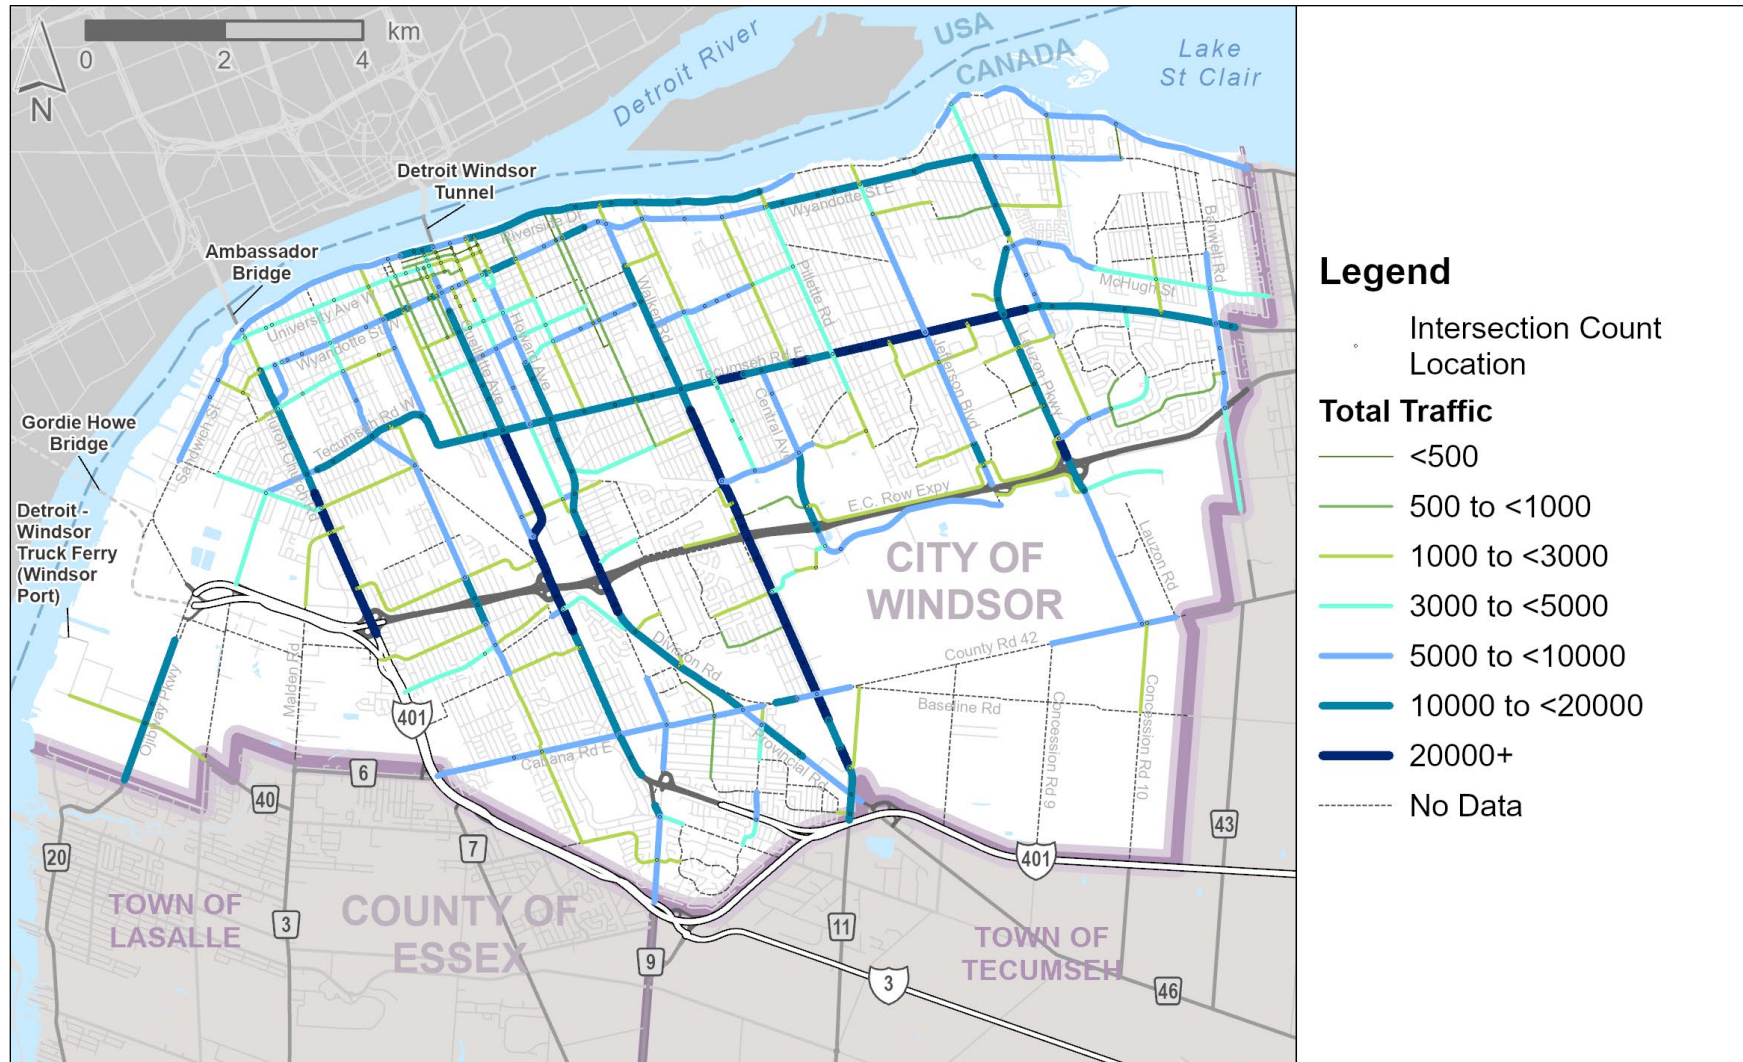 0
2
4
km
N
USA
CANADA
Detroit River
Lake
St Clair
Detroit Windsor
Tunnel
Ambassador
Bridge
Gordie Howe
Bridge
Detroit -
Windsor
Truck Ferry
(Windsor
Port)
Riverside Dr
Wyandotte St E
University Ave W
Wyandotte St W
Ouellette Ave
Howard Ave
Walker Rd
Pillette Rd
Banwell Rd
McHugh St
Tecumseh Rd E
Tecumseh Rd W
Sandwich St
Huron Church Rd
Central Ave
Jefferson Blvd
Lauzon Pkwy
E.C. Row Expy
Lauzon Rd
CITY OF
WINDSOR
Division Rd
County Rd 42
Baseline Rd
Concession Rd 9
Concession Rd 10
Malden Rd
Ojibway Pkwy
Cabana Rd E
Provincial Rd
401
6
40
20
7
3
9
11
401
43
46
3
TOWN OF
LASALLE
COUNTY OF
ESSEX
TOWN OF
TECUMSEH
Legend
Intersection Count
Location
Total Traffic
<500
500 to <1000
1000 to <3000
3000 to <5000
5000 to <10000
10000 to <20000
20000+
No Data